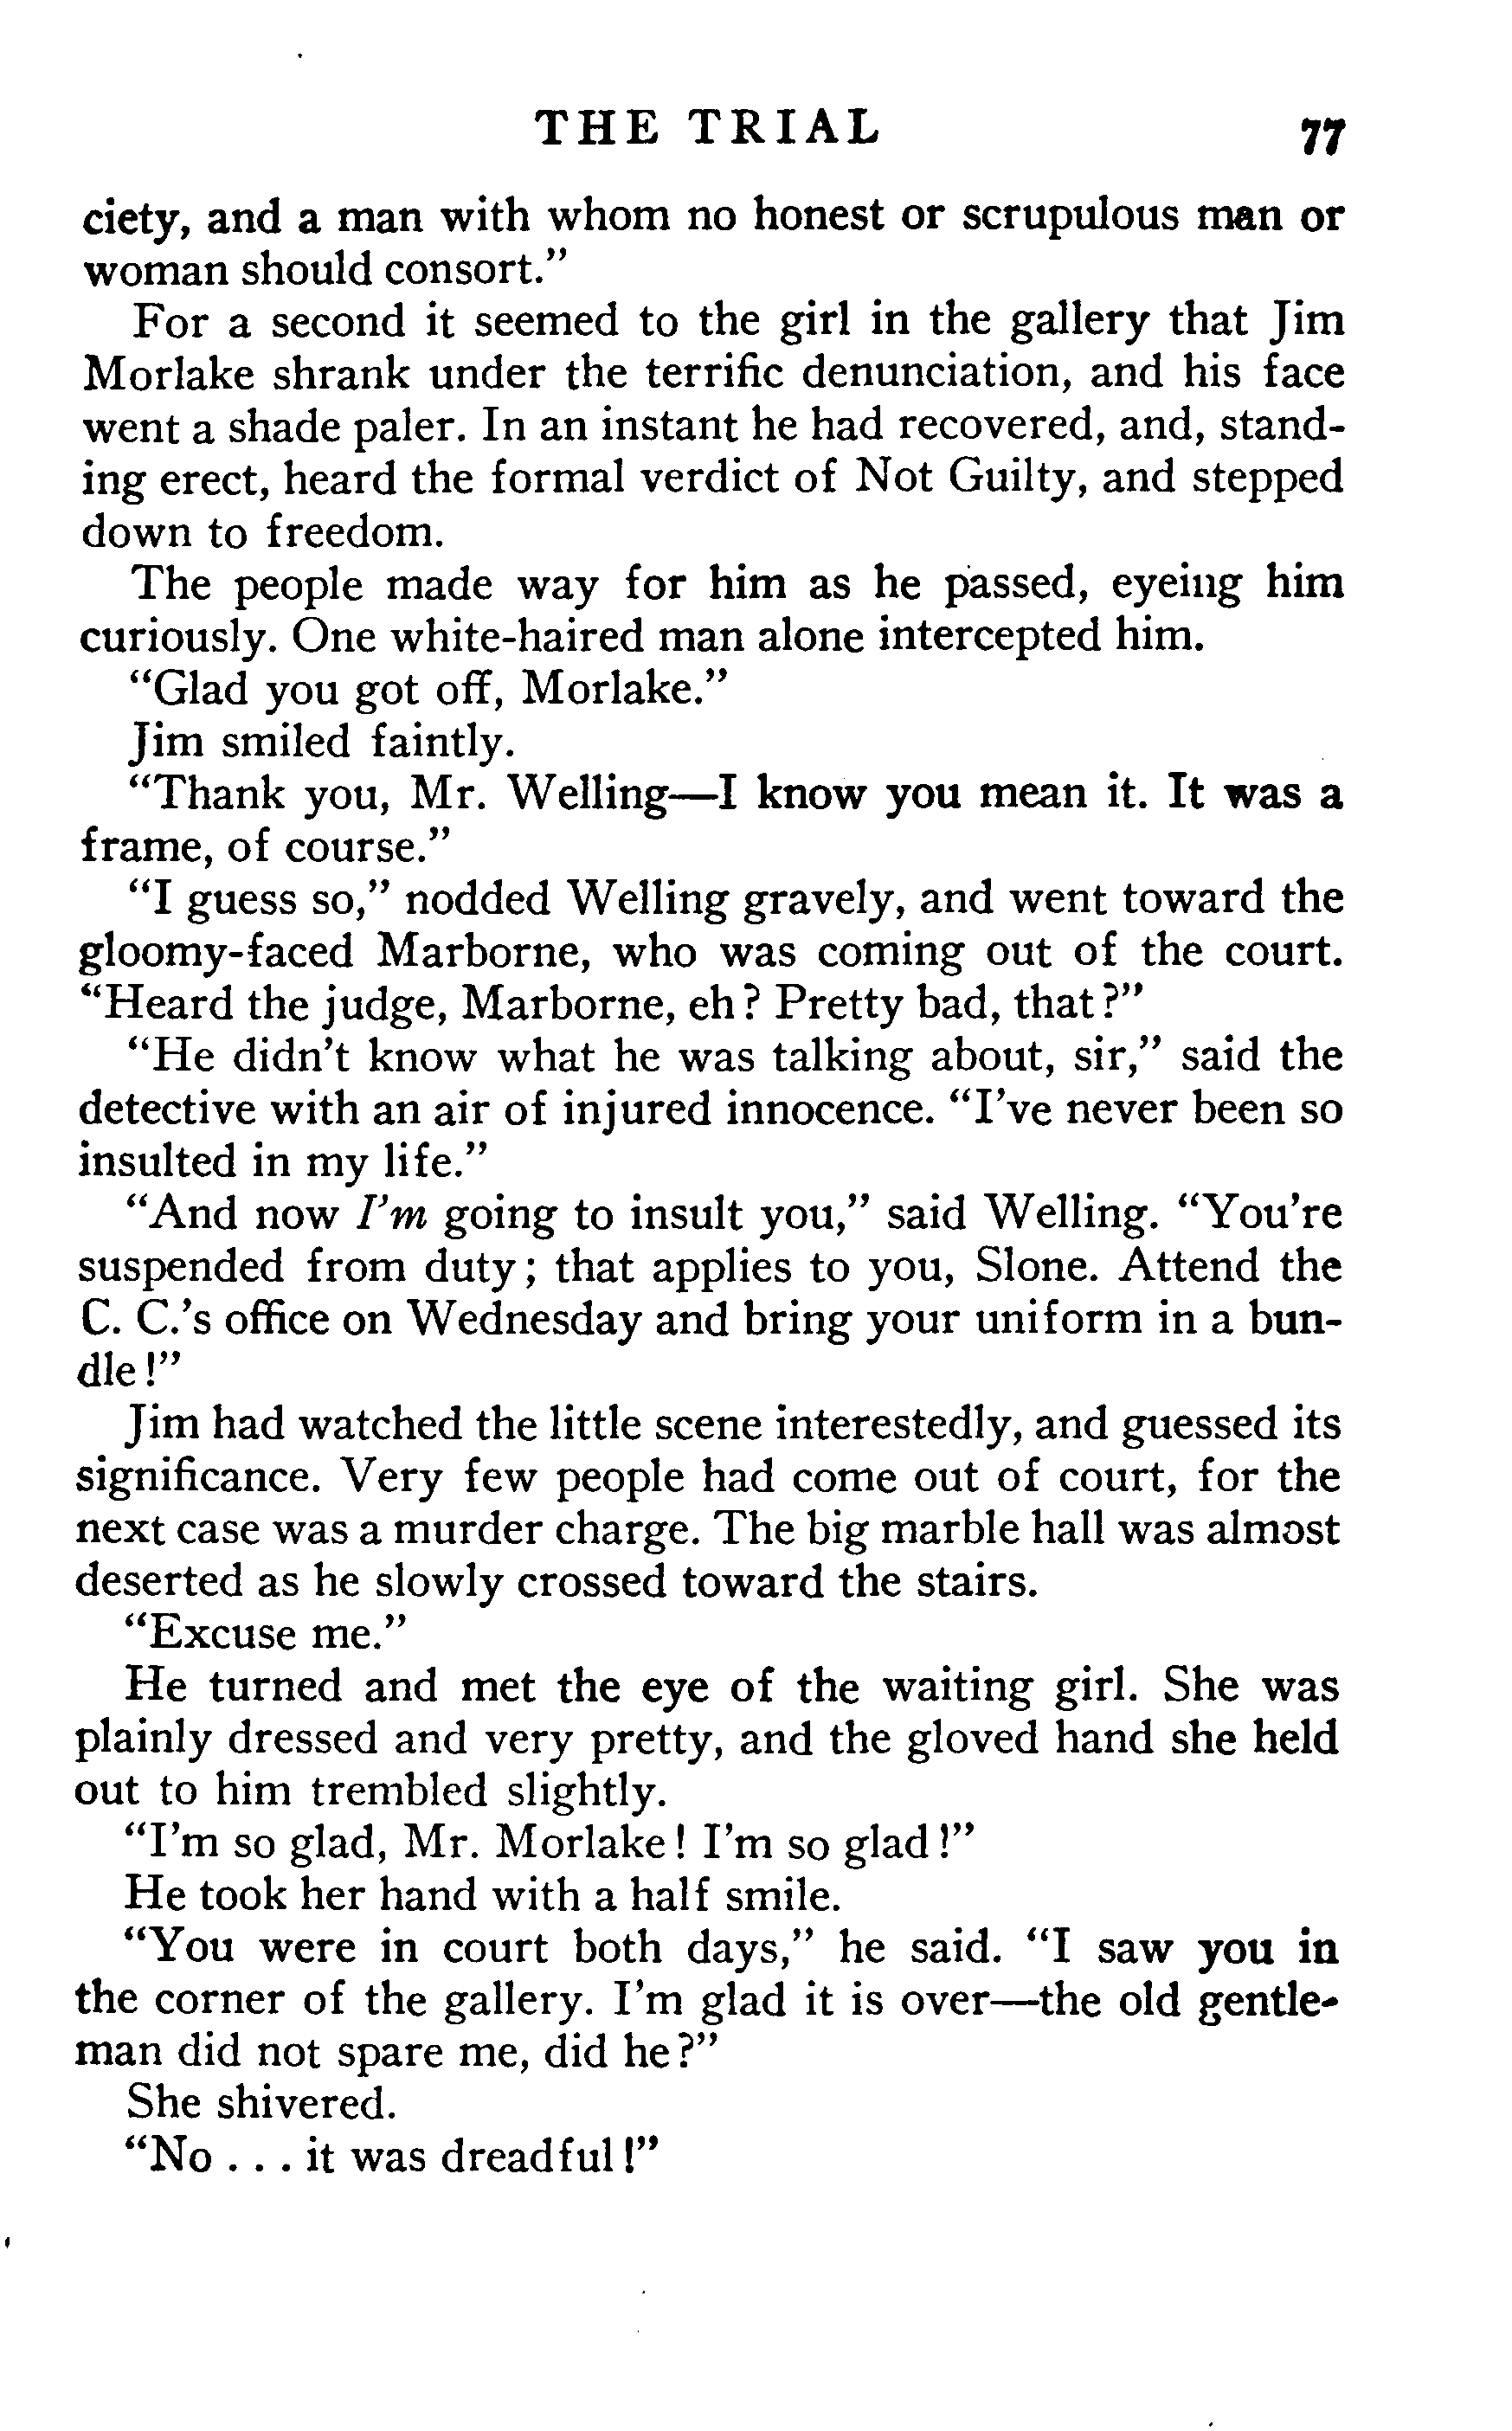 THE TRIAL 77
ciety, and a man with whom no honest or scrupulous man or
woman should consort."
For a second it seemed to the girl in the gallery that Jim
Morlake shrank under the terrific denunciation, and his face
went a shade paler. In an instant he had recovered, and, stand-
ing erect, heard the formal verdict of Not Guilty, and stepped
down to freedom.
The people made way for him as he passed, eyeing him
curiously. One white-haired man alone intercepted him.
"Glad you got off, Morlake."
Jim smiled faintly.
"Thank you, Mr. Welling—I know you mean it. It was a
frame, of course."
"I guess so," nodded Welling gravely, and went toward the
gloomy-faced Marborne, who was coming out of the court.
"Heard the judge, Marborne, eh? Pretty bad, that?"
"He didn't know what he was talking about, sir," said the
detective with an air of injured innocence. "I've never been so
insulted in my life."
"And now I'm going to insult you," said Welling. "You're
suspended from duty; that applies to you, Slone. Attend the
C. C.'s office on Wednesday and bring your uniform in a bun-
dle!"
Jim had watched the little scene interestedly, and guessed its
significance. Very few people had come out of court, for the
next case was a murder charge. The big marble hall was almost
deserted as he slowly crossed toward the stairs.
"Excuse me."
He turned and met the eye of the waiting girl. She was
plainly dressed and very pretty, and the gloved hand she held
out to him trembled slightly.
"I'm so glad, Mr. Morlake! I'm so glad!"
He took her hand with a half smile.
"You were in court both days," he said. "I saw you in
the corner of the gallery. I'm glad it is over—the old gentle-
man did not spare me, did he?"
She shivered.
"No . . . it was dreadful!"